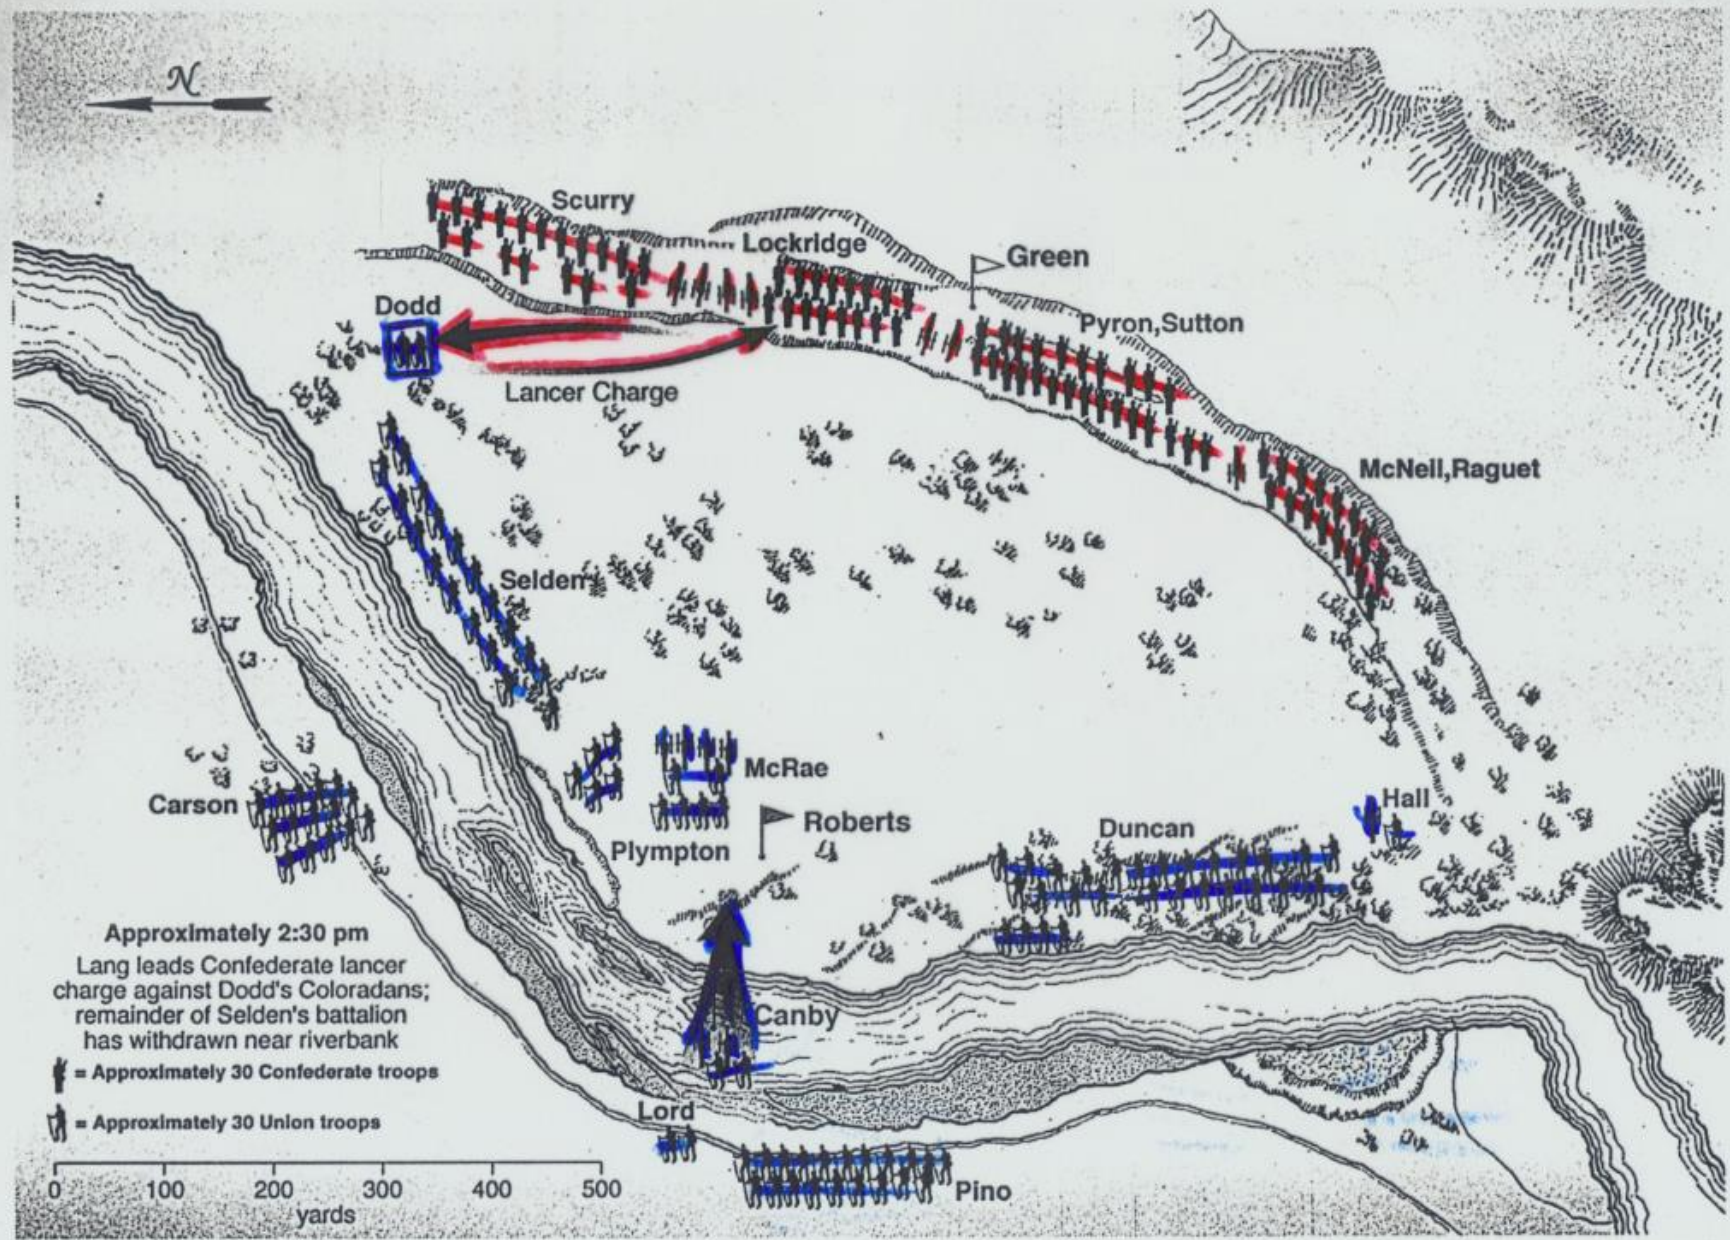 N
Scurry
Lockridge
Green
Dodd
Pyron,Sutton
Lancer Charge
McNeil,Raguet
Selden
McRae
Carson
Hall
Roberts
Duncan
Plympton
Approximately 2:30 pm
Lang leads Confederate lancer
charge against Dodd's Coloradans;
remainder of Selden's battalion
has withdrawn near riverbank
Canby
= Approximately 30 Confederate troops
Lord
= Approximately 30 Union troops
0 100 200 300 400 500
yards
Pino